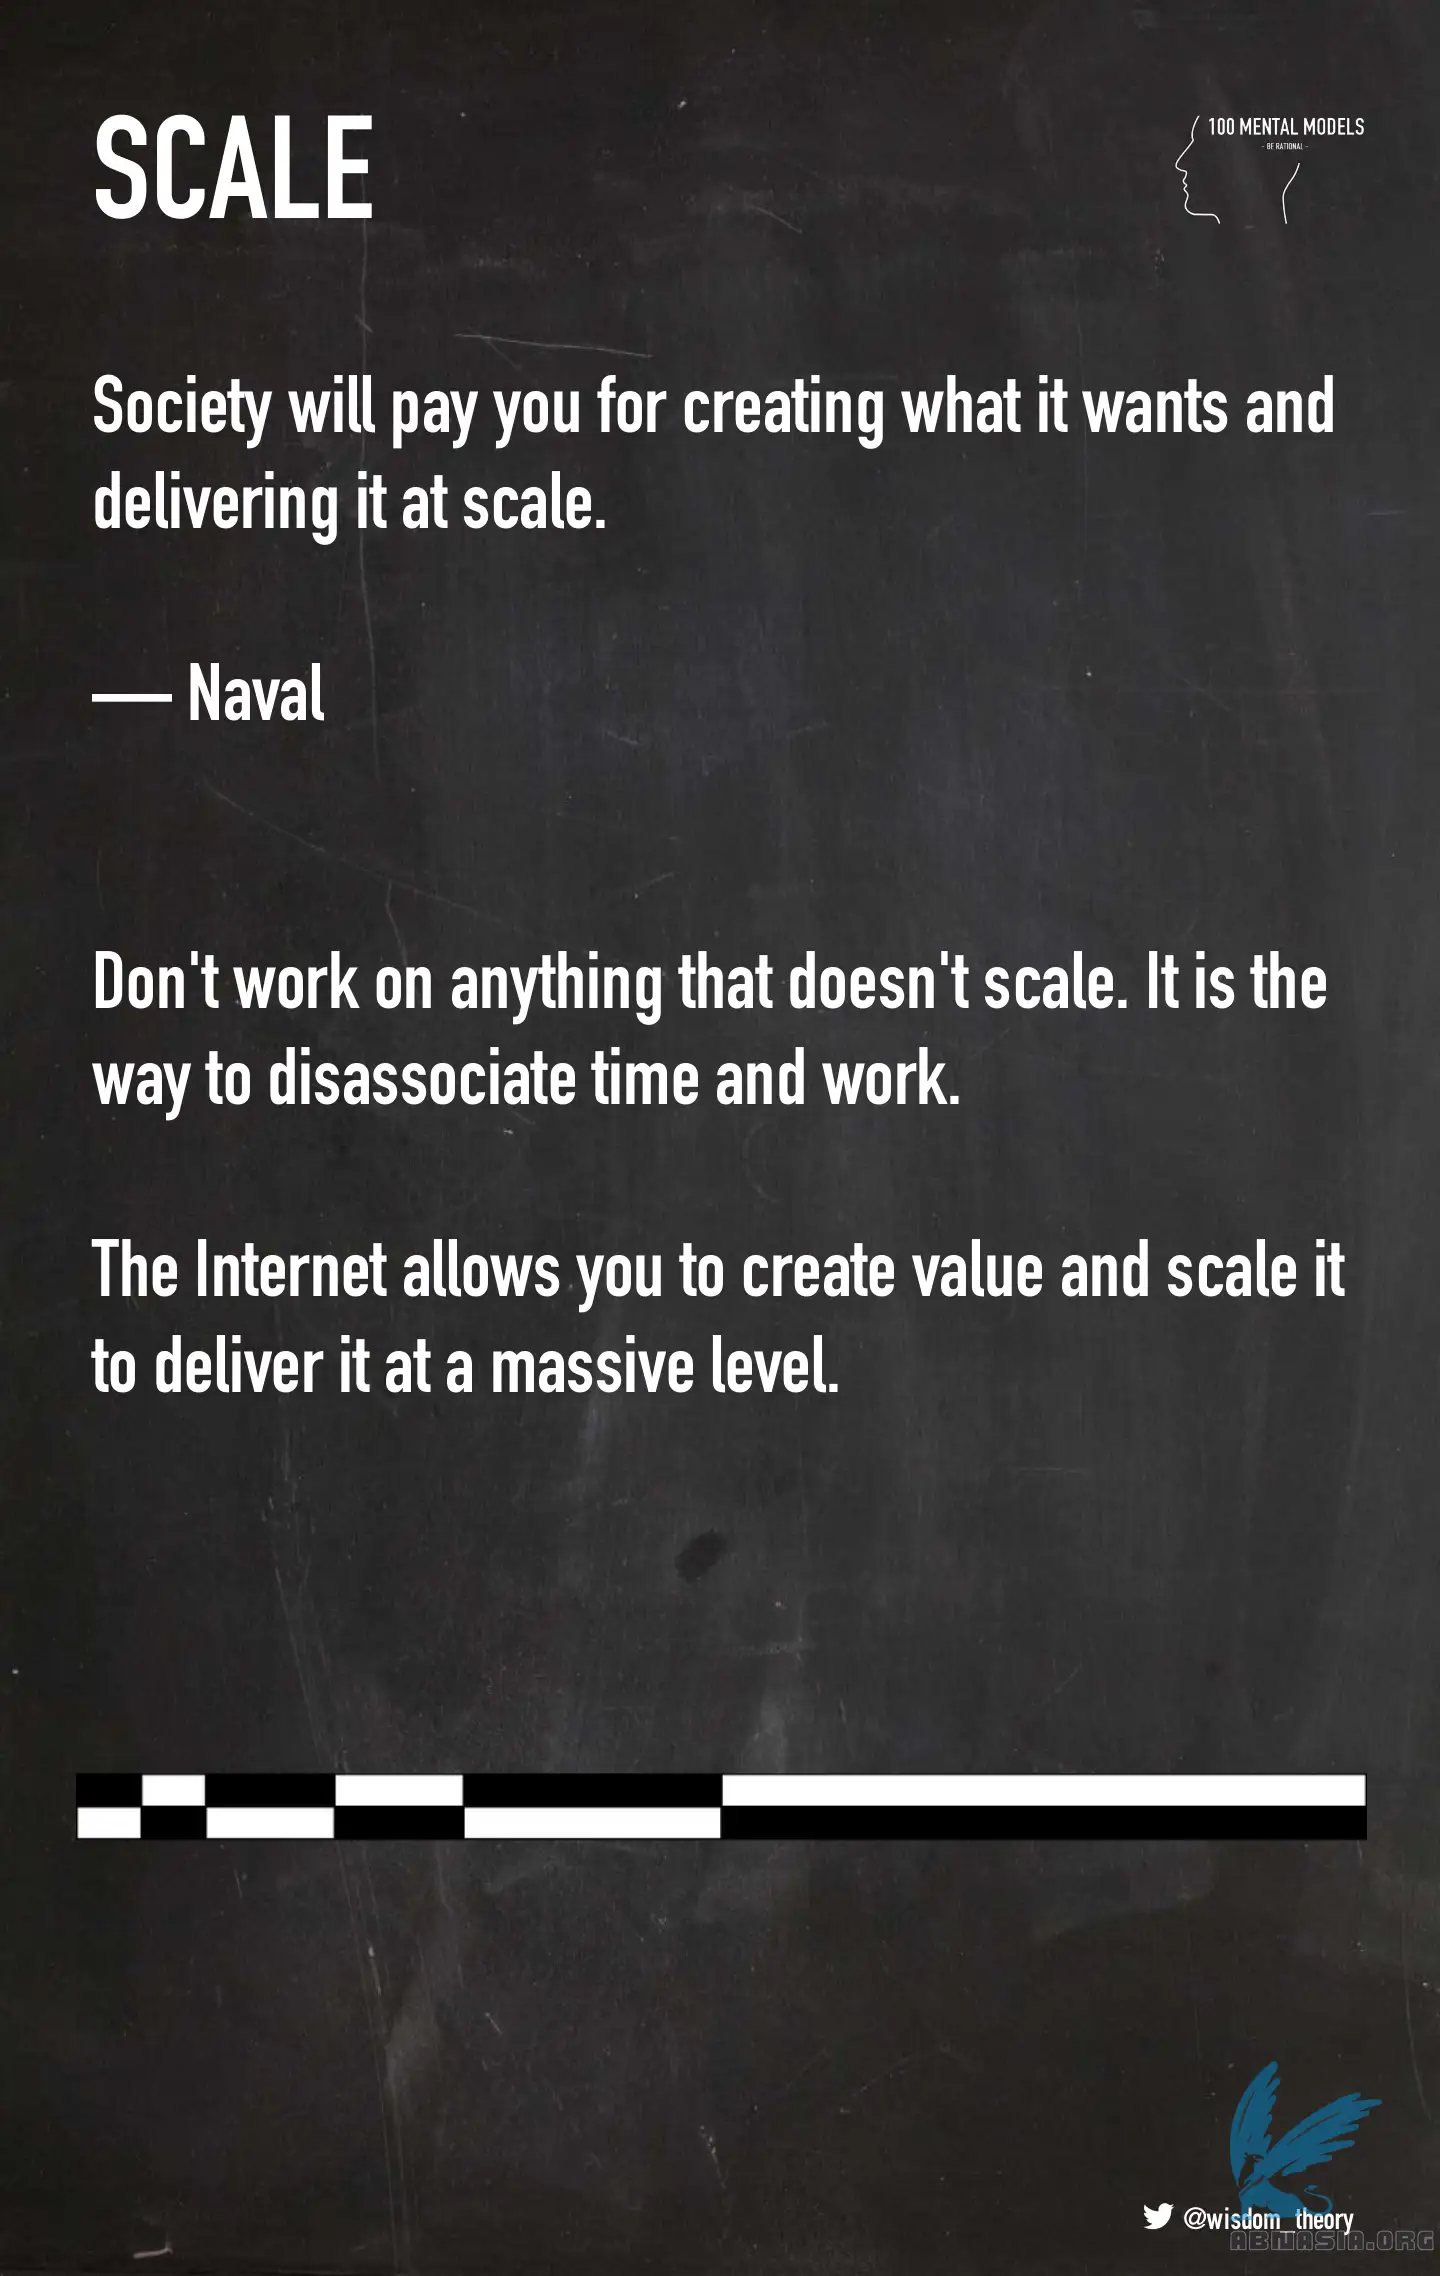 SCALE
100 MENTAL MODELS
- BE RATIONAL -
Society will pay you for creating what it wants and
delivering it at scale.
— Naval
Don't work on anything that doesn't scale. It is the
way to disassociate time and work.
The Internet allows you to create value and scale it
to deliver it at a massive level.
@wisdom_theory
ABNASIA.ORG